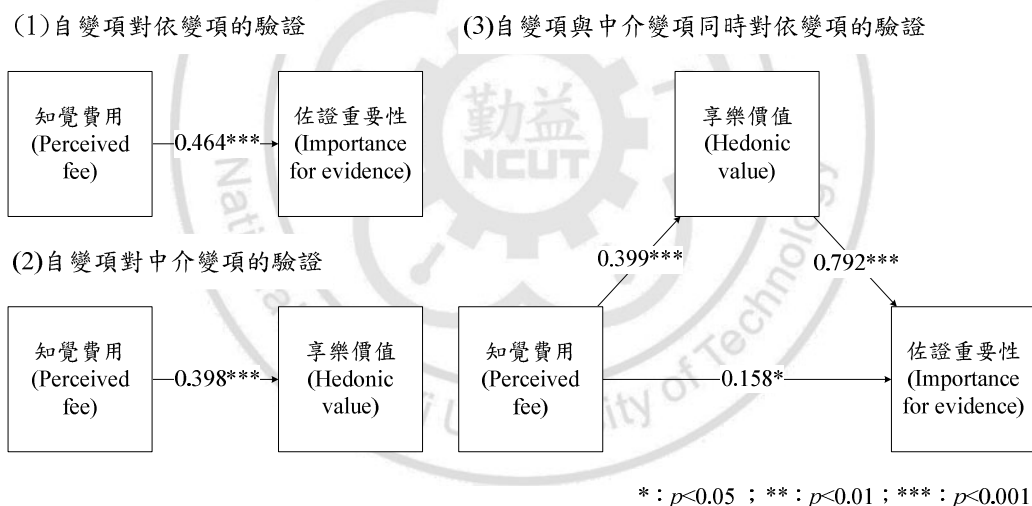 (1)自變項對依變項的驗證
知覺費用
(Perceived
fee)
0.464***
佐證重要性
(Importance
for evidence)
(2)自變項對中介變項的驗證
知覺費用
(Perceived
fee)
0.398***
享樂價值
(Hedonic
value)
(3)自變項與中介變項同時對依變項的驗證
享樂價值
(Hedonic
value)
0.399***
0.792***
知覺費用
(Perceived
fee)
0.158*
佐證重要性
(Importance
for evidence)
*：p<0.05 ；**：p<0.01；***：p<0.001
勤益
NCUT